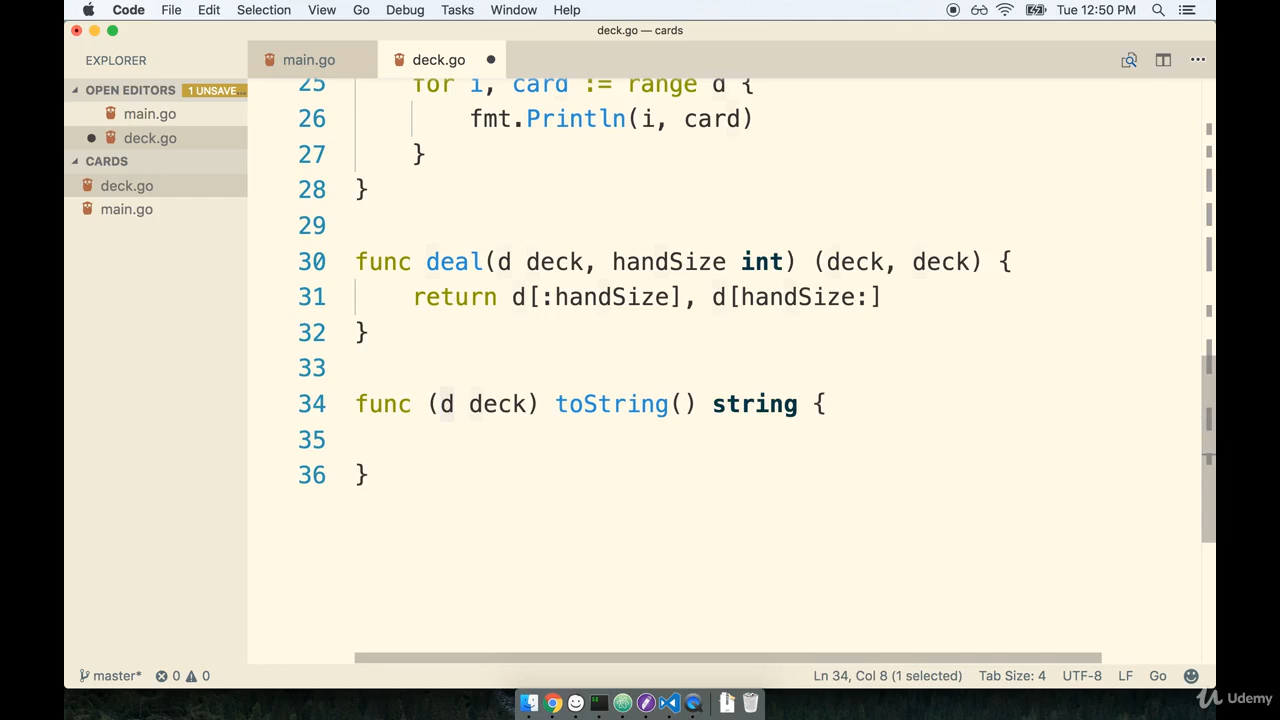 Code File Edit Selection View Go Debug Tasks Window Help Tue 12:50 PM
deck.go — cards
EXPLORER
main.go
deck.go
OPEN EDITORS 1 UNSAVE...
main.go
deck.go
CARDS
deck.go
main.go
25 for i, card := range d {
26 fmt.Println(i, card)
27 }
28 }
29
30 func deal(d deck, handSize int) (deck, deck) {
31 return d[:handSize], d[handSize:]
32 }
33
34 func (d deck) toString() string {
35
36 }
master* 0 0 Ln 34, Col 8 (1 selected) Tab Size: 4 UTF-8 LF Go
Udemy